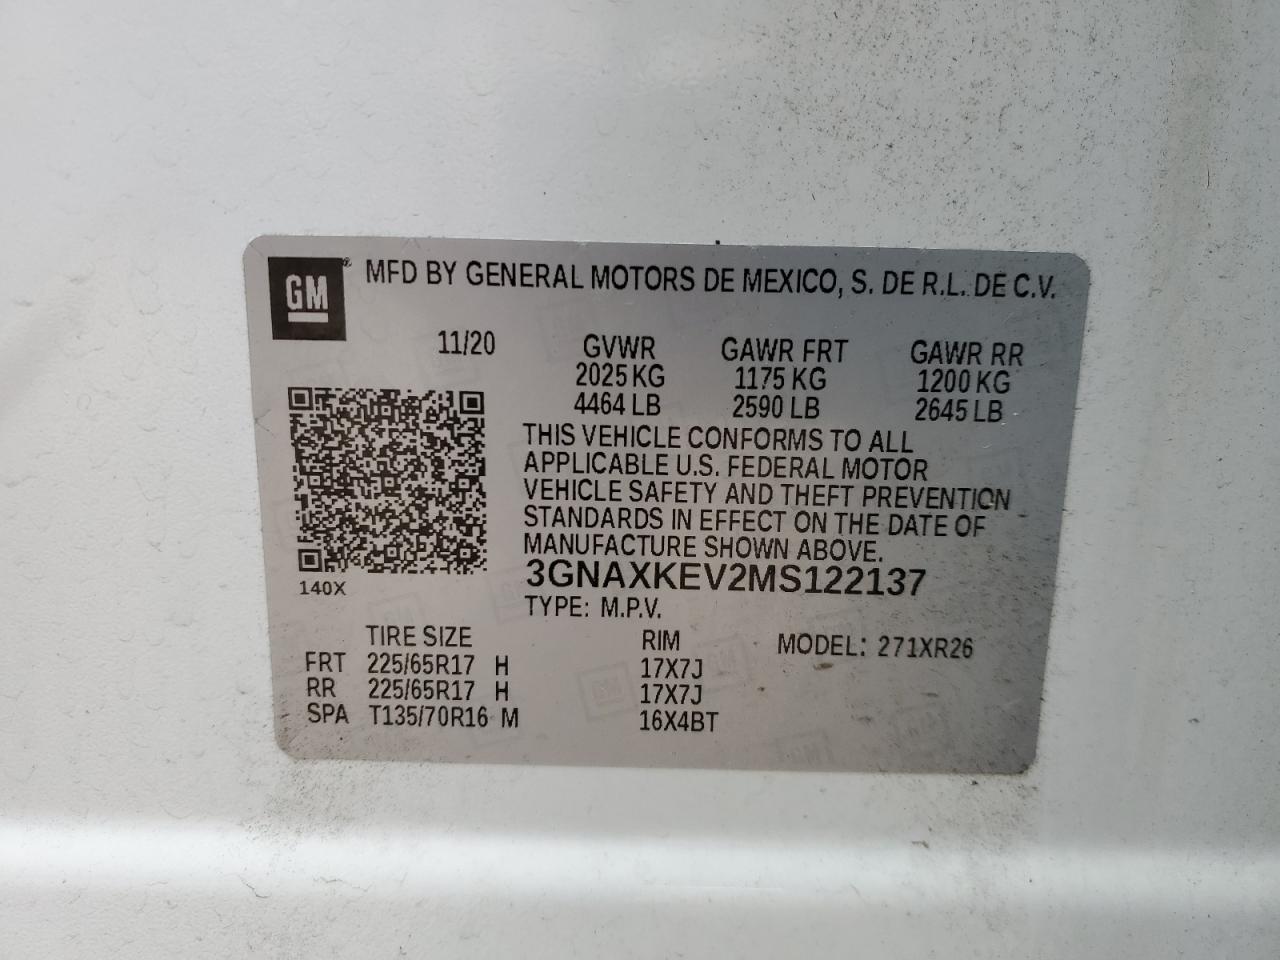 GM® MFD BY GENERAL MOTORS DE MEXICO, S. DE R.L. DE C.V.
11/20 GVWR GAWR FRT GAWR RR
2025 KG 1175 KG 1200 KG
4464 LB 2590 LB 2645 LB
THIS VEHICLE CONFORMS TO ALL
APPLICABLE U.S. FEDERAL MOTOR
VEHICLE SAFETY AND THEFT PREVENTION
STANDARDS IN EFFECT ON THE DATE OF
MANUFACTURE SHOWN ABOVE.
3GNAXKEV2MS122137
140X
TYPE: M.P.V.
TIRE SIZE RIM MODEL: 271XR26
FRT 225/65R17 H 17X7J
RR 225/65R17 H 17X7J
SPA T135/70R16 M 16X4BT